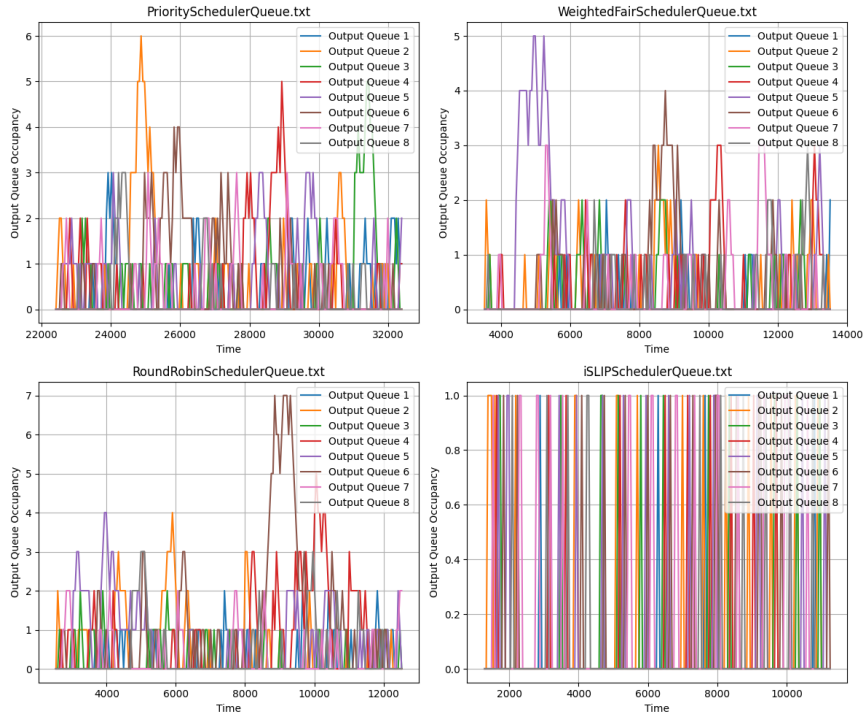 PrioritySchedulerQueue.txt
Output Queue Occupancy
6
5
4
3
2
1
0
Output Queue 1
Output Queue 2
Output Queue 3
Output Queue 4
Output Queue 5
Output Queue 6
Output Queue 7
Output Queue 8
22000 24000 26000 28000 30000 32000
Time
WeightedFairSchedulerQueue.txt
Output Queue Occupancy
5
4
3
2
1
0
Output Queue 1
Output Queue 2
Output Queue 3
Output Queue 4
Output Queue 5
Output Queue 6
Output Queue 7
Output Queue 8
4000 6000 8000 10000 12000 14000
Time
RoundRobinSchedulerQueue.txt
Output Queue Occupancy
7
6
5
4
3
2
1
0
Output Queue 1
Output Queue 2
Output Queue 3
Output Queue 4
Output Queue 5
Output Queue 6
Output Queue 7
Output Queue 8
4000 6000 8000 10000 12000
Time
iSLIPSchedulerQueue.txt
Output Queue Occupancy
1.0
0.8
0.6
0.4
0.2
0.0
Output Queue 1
Output Queue 2
Output Queue 3
Output Queue 4
Output Queue 5
Output Queue 6
Output Queue 7
Output Queue 8
2000 4000 6000 8000 10000
Time